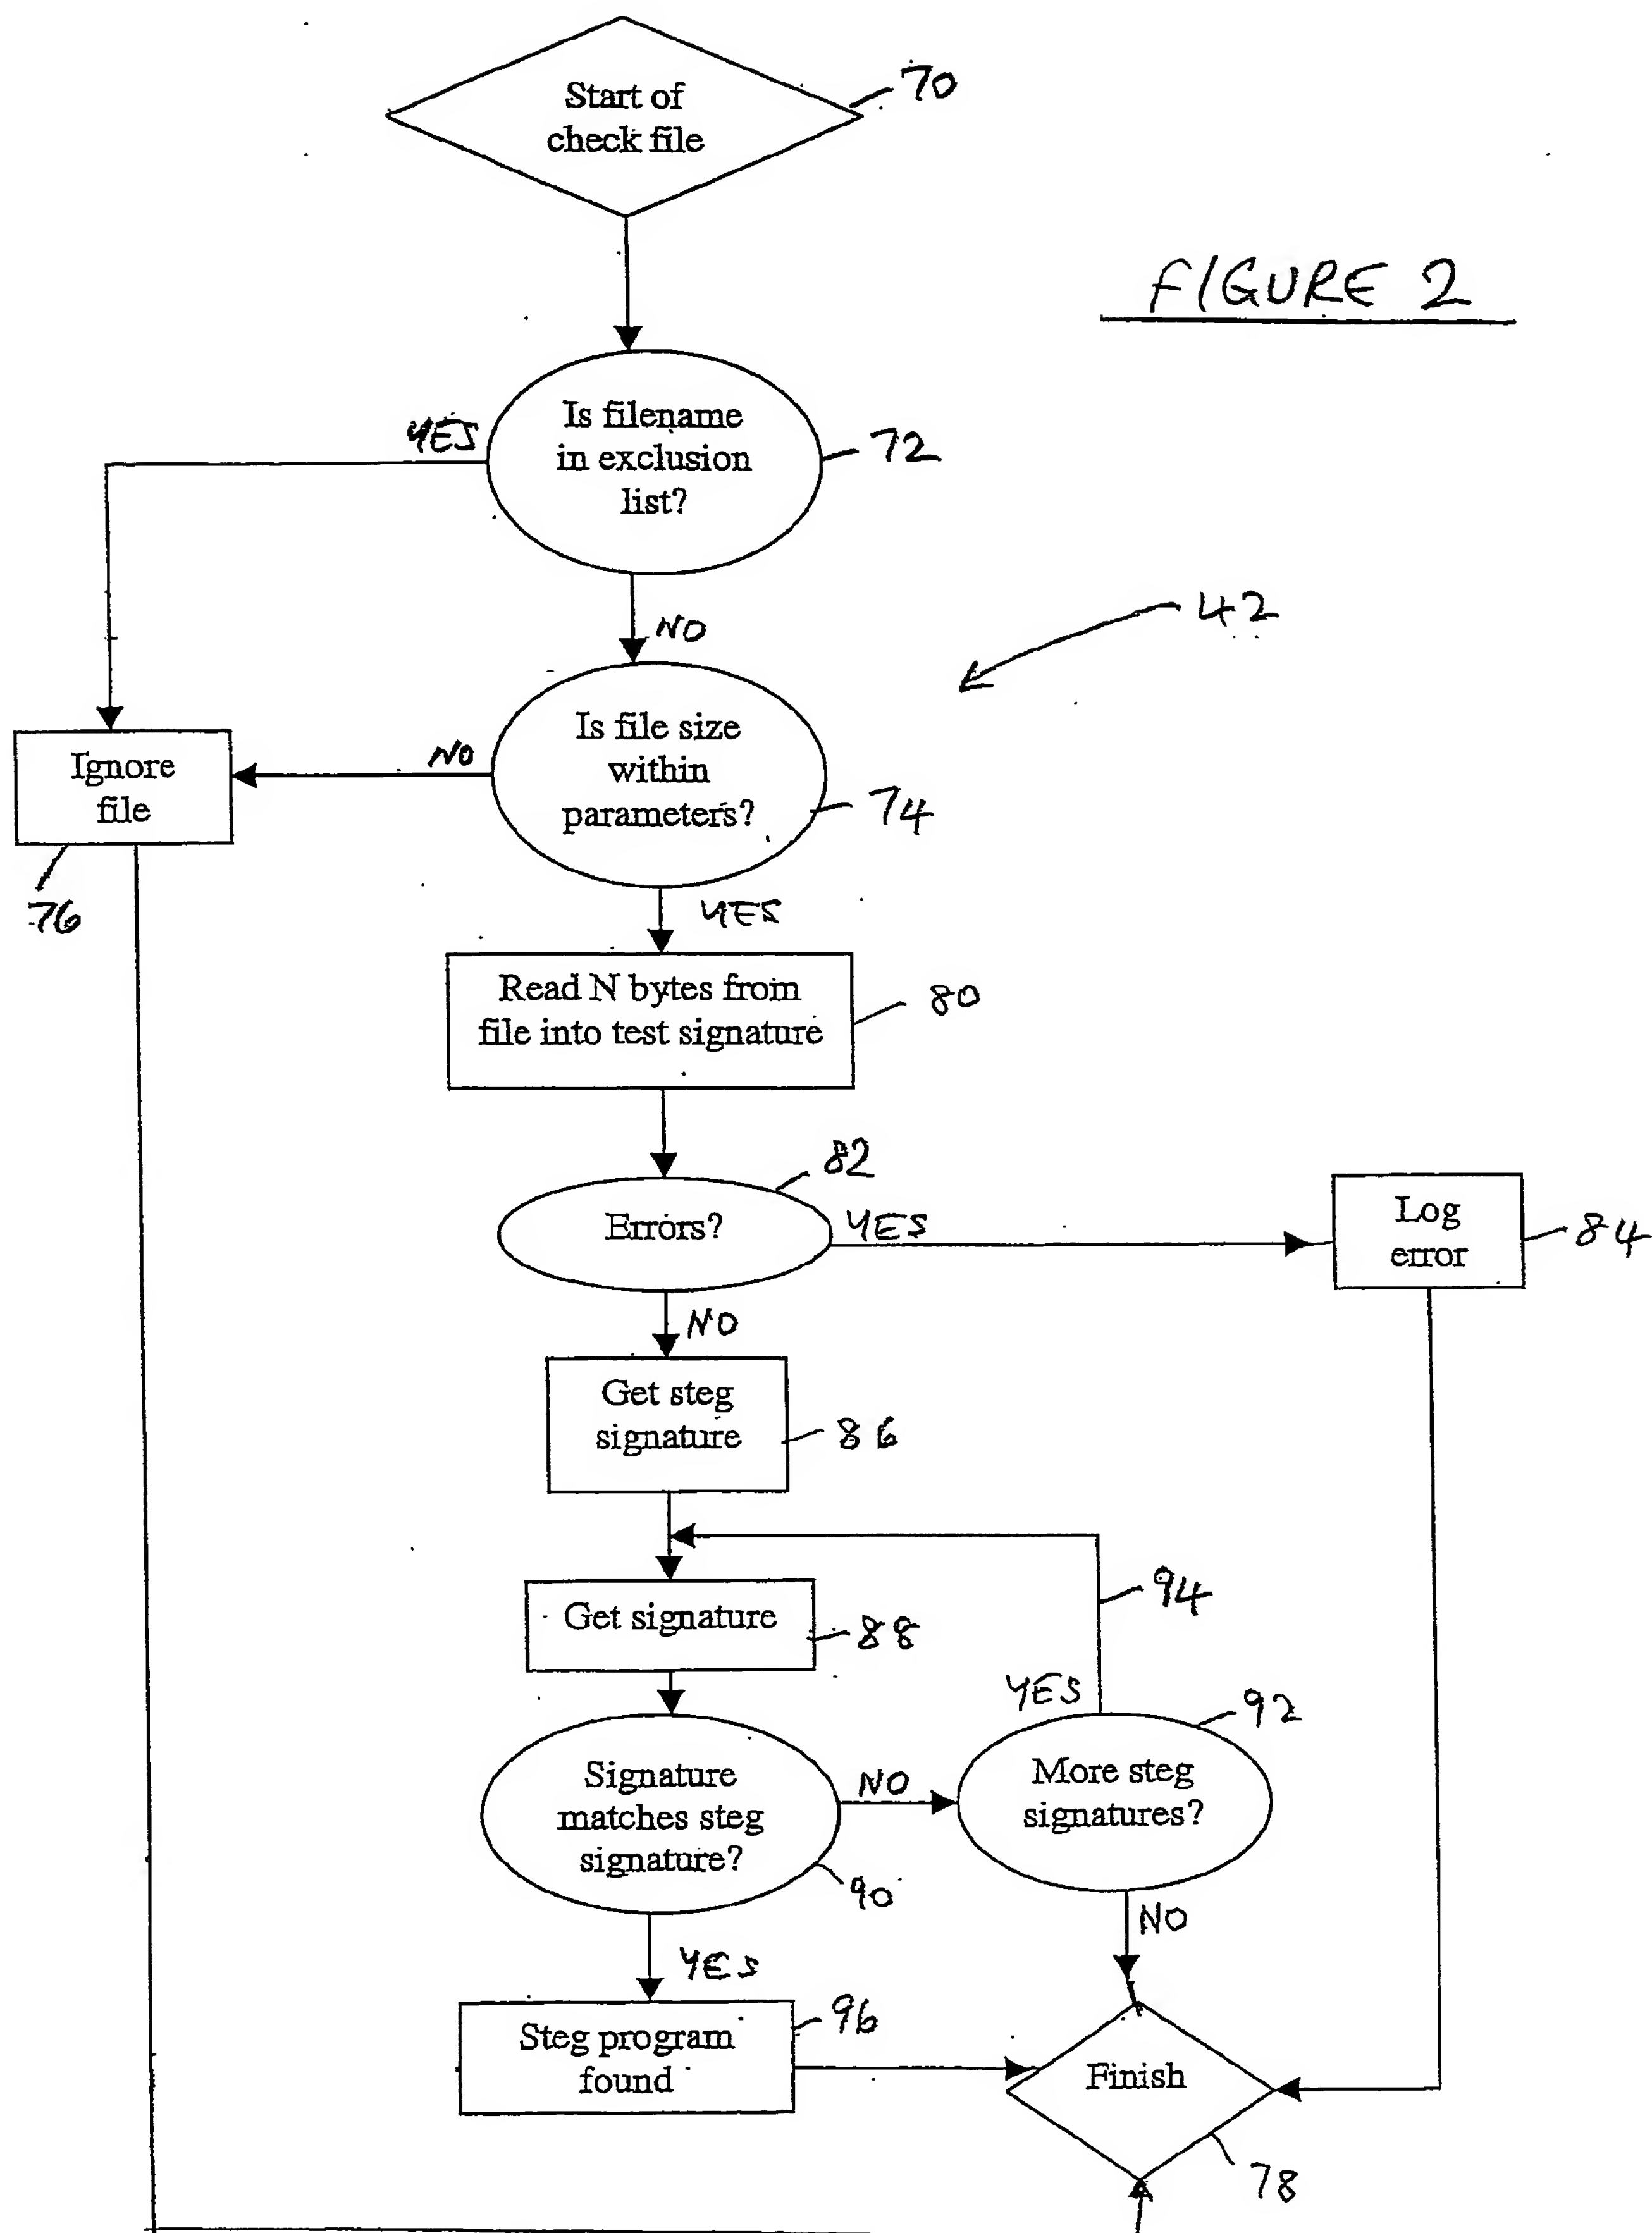 Start of
check file
70
FIGURE 2
Is filename
in exclusion
list?
72
YES
NO
42
Is file size
within
parameters?
74
NO
Ignore
file
76
YES
Read N bytes from
file into test signature
80
82
Errors?
YES
Log
error
84
NO
Get steg
signature
86
94
Get signature
88
YES
92
Signature
matches steg
signature?
NO
More steg
signatures?
90
NO
YES
Steg program
found
96
Finish
78